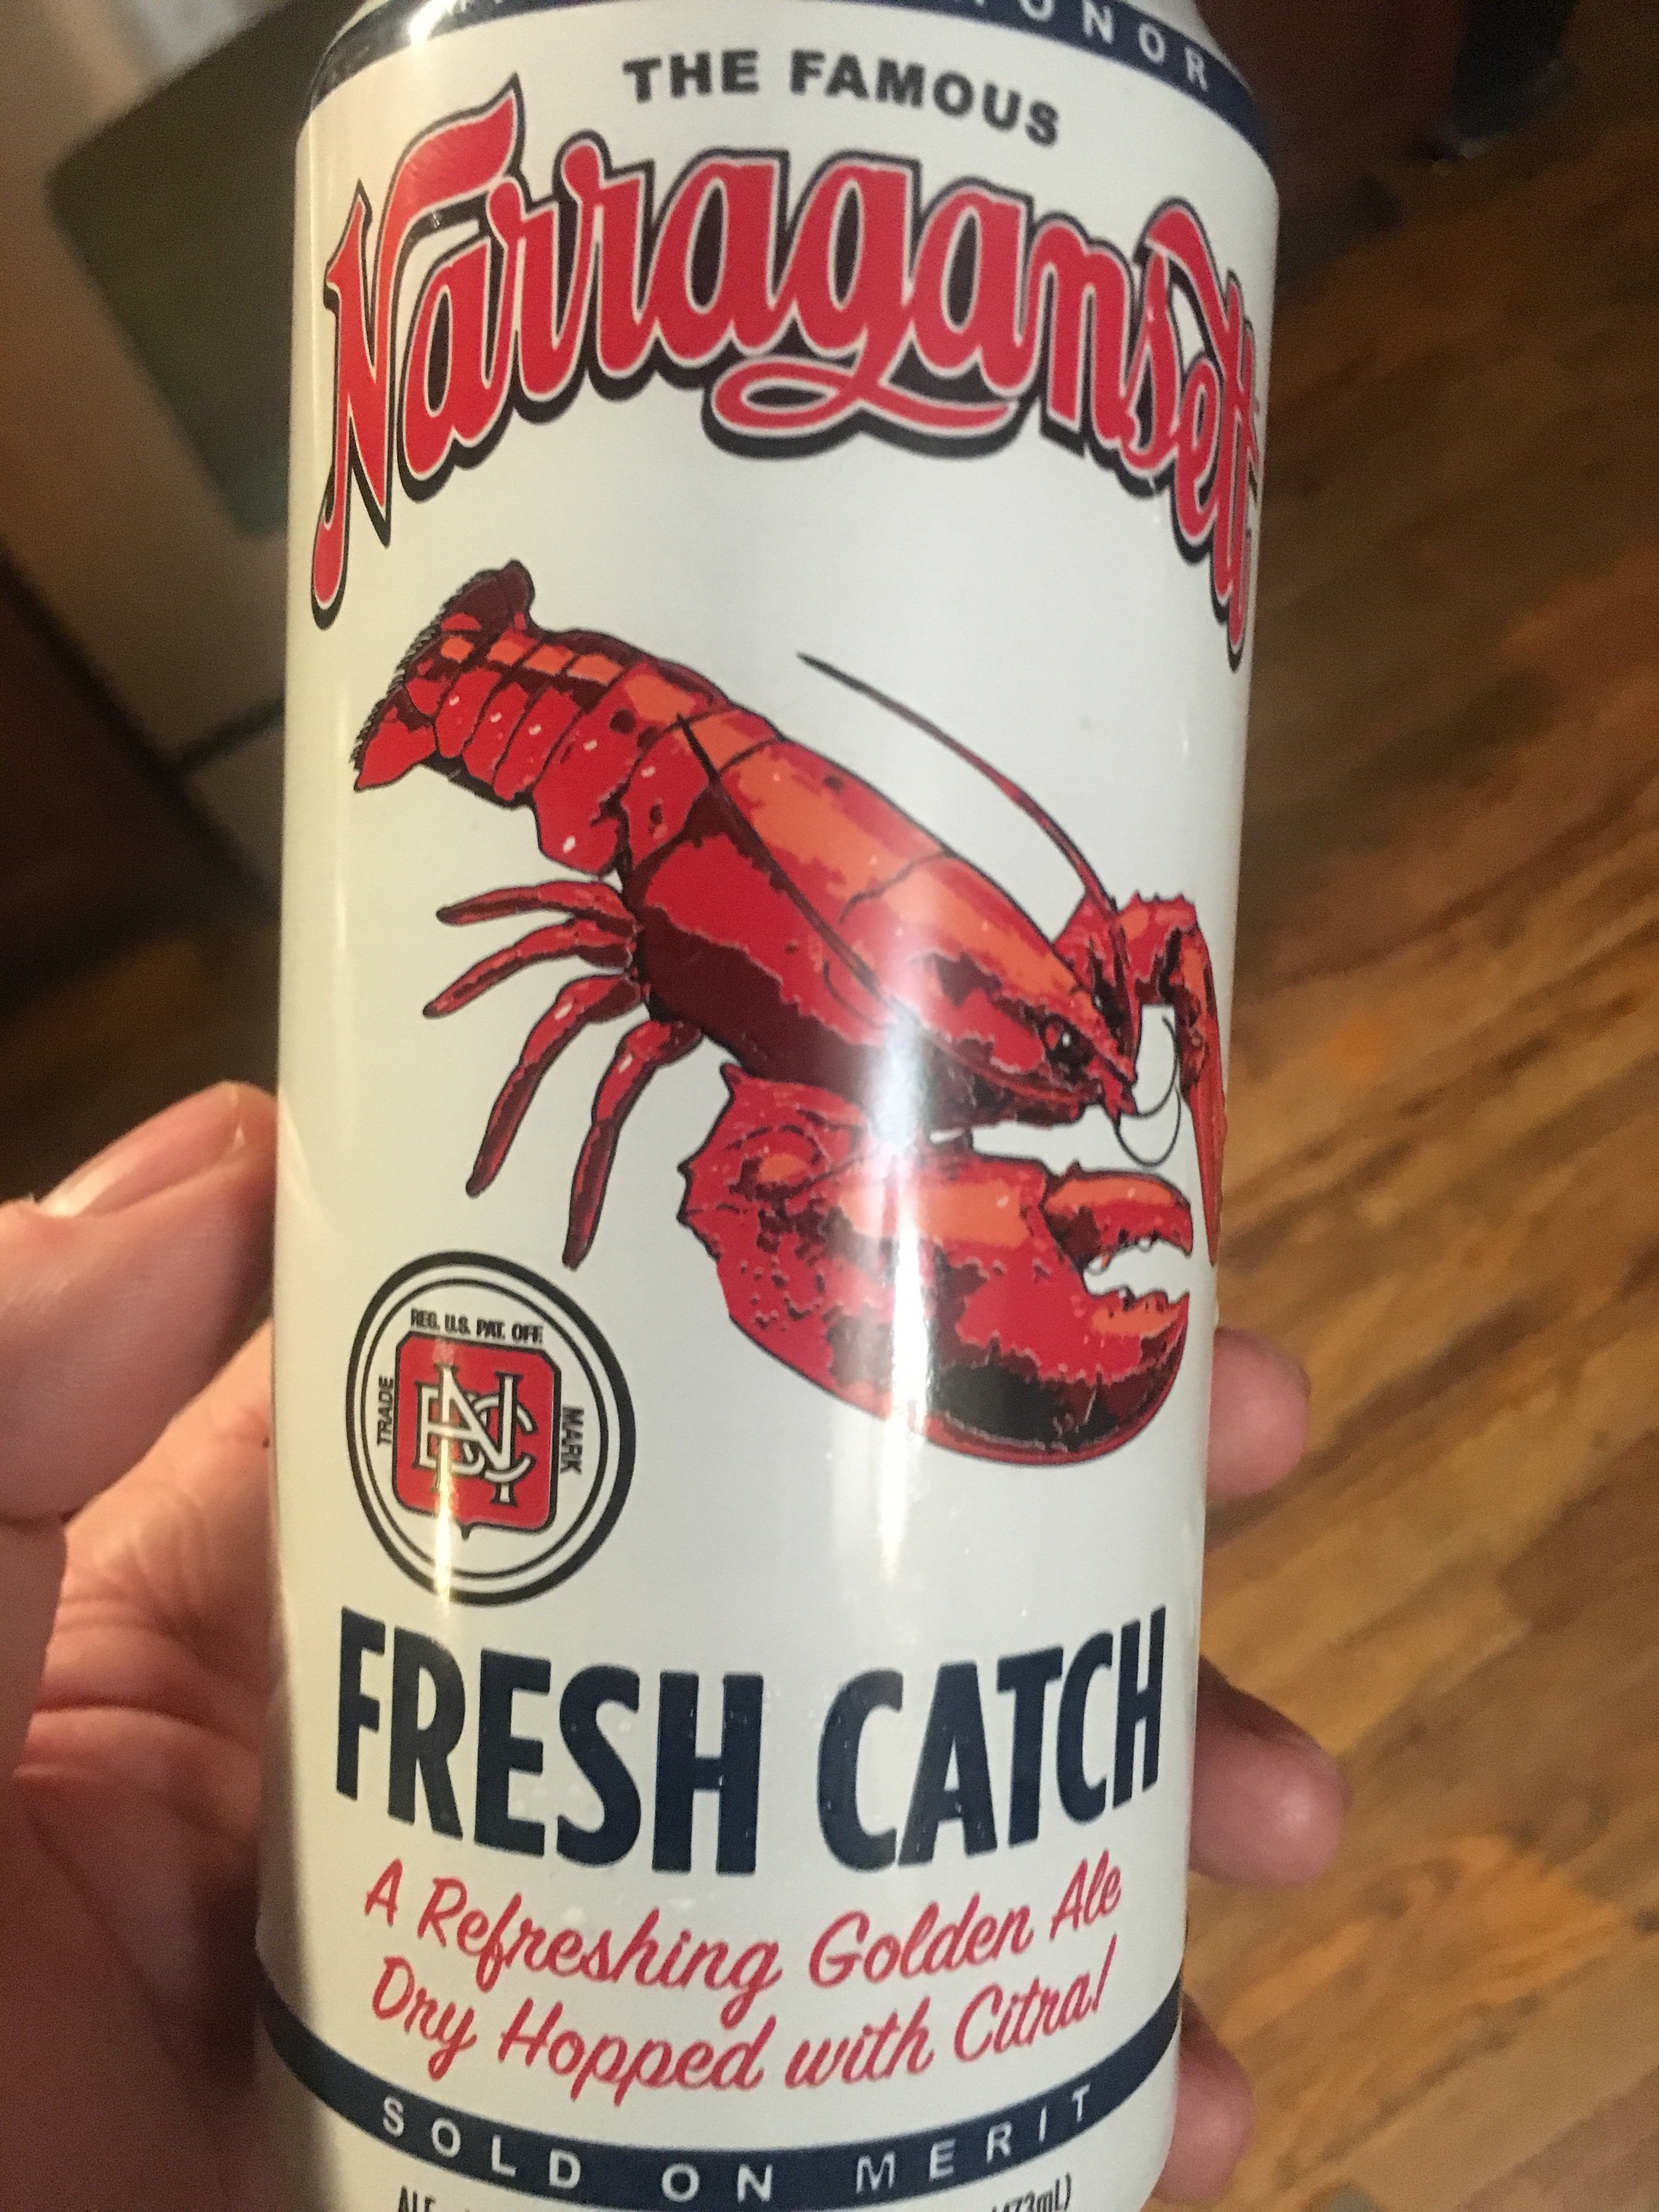 THE FAMOUS
Narragansett
REG. U.S. PAT. OFF.
TRADE
MARK
FRESH CATCH
A Refreshing Golden Ale
Dry Hopped with Citra!
SOLD ON MERIT
ALE